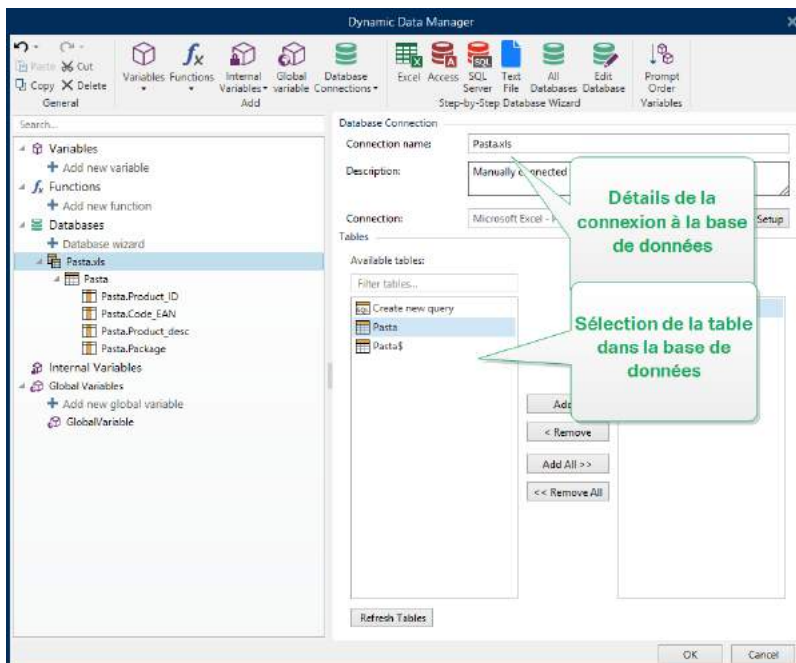 Dynamic Data Manager
Paste Cut
Copy Delete
General
Variables Functions Internal Variables Global variable Database Connections
Add
Excel Access SQL Server Text File All Databases Edit Database
Step-by-Step Database Wizard
Prompt Order
Variables
Search...
Variables
Add new variable
Functions
Add new function
Databases
Database wizard
Pasta.xls
Pasta
Pasta.Product_ID
Pasta.Code_EAN
Pasta.Product_desc
Pasta.Package
Internal Variables
Global Variables
Add new global variable
GlobalVariable
Database Connection
Connection name: Pasta.xls
Description: Manually connected
Connection: Microsoft Excel - Setup
Détails de la
connexion à la base
de données
Tables
Available tables:
Filter tables...
Create new query
Pasta
Pasta$
Sélection de la table
dans la base de
données
< Remove
Add All >>
<< Remove All
Refresh Tables
OK Cancel